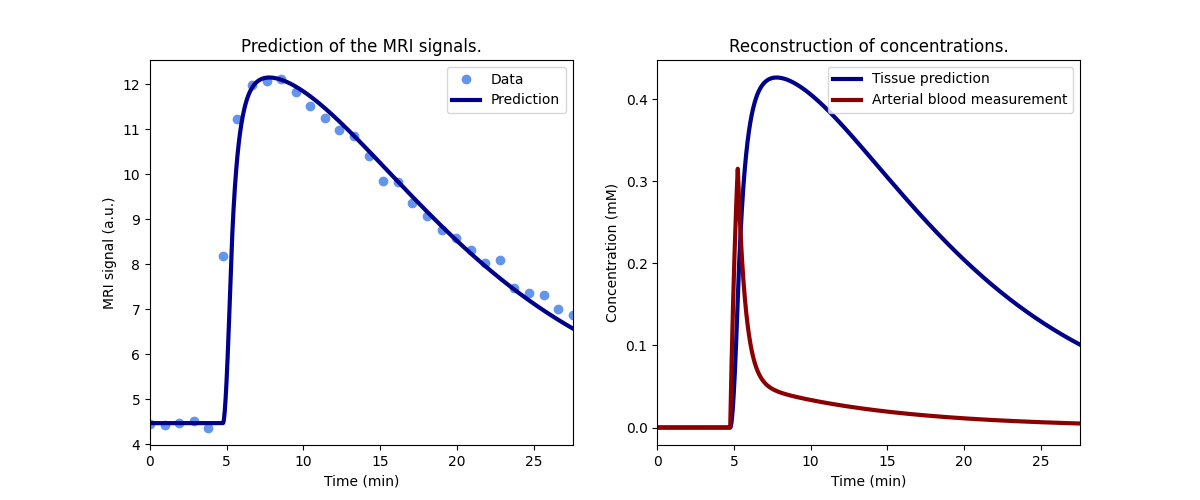 Prediction of the MRI signals.
MRI signal (a.u.)
12
11
10
9
8
7
6
5
4
0
5
10
15
20
25
Time (min)
Data
Prediction
Reconstruction of concentrations.
Concentration (mM)
0.4
0.3
0.2
0.1
0.0
0
5
10
15
20
25
Time (min)
Tissue prediction
Arterial blood measurement